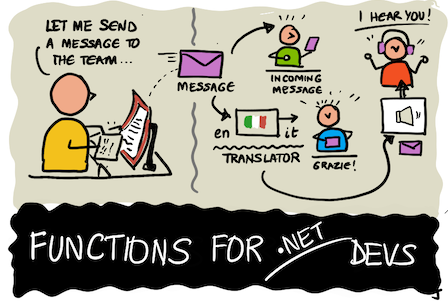 LET ME SEND
A MESSAGE TO
THE TEAM...
MESSAGE
INCOMING
MESSAGE
I HEAR YOU!
en it
TRANSLATOR
GRAZIE!
FUNCTIONS FOR .NET DEVS